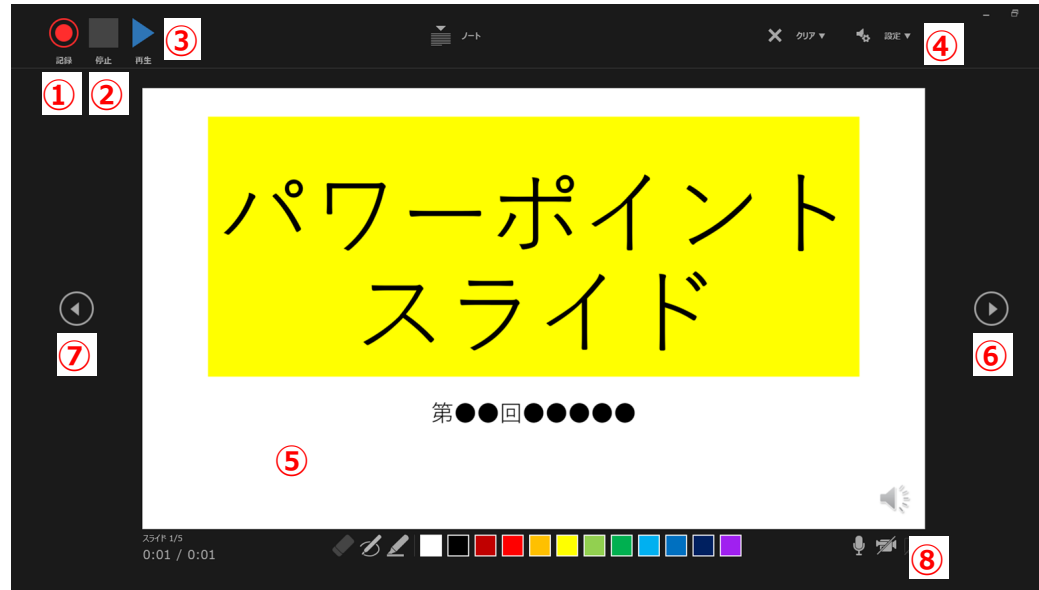 記録 停止 再生
③
ノート
クリア ▼
設定 ▼
④
①
②
パワーポイント
スライド
⑦
⑥
第●●回●●●●●
⑤
スライド 1/5
0:01 / 0:01
⑧